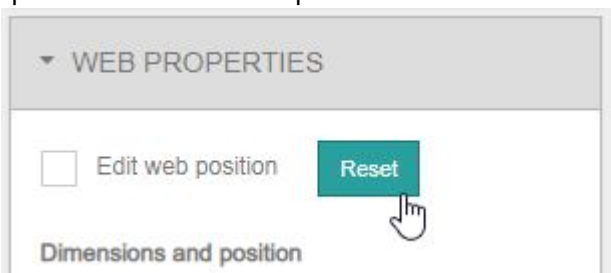 WEB PROPERTIES
Edit web position Reset
Dimensions and position